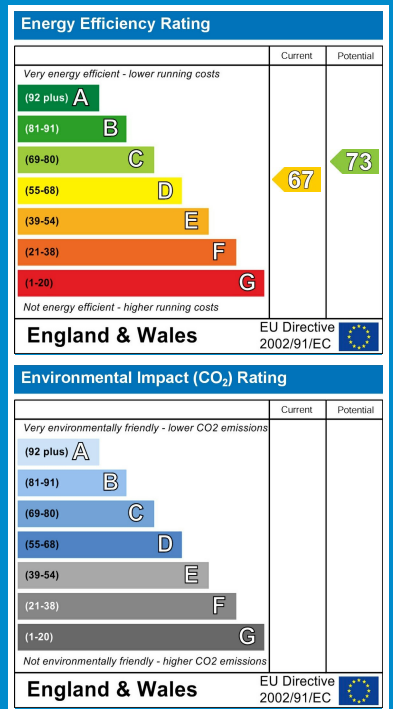 Energy Efficiency Rating
Current Potential
Very energy efficient - lower running costs
(92 plus) A
(81-91) B
(69-80) C
73
(55-68) D
67
(39-54) E
(21-38) F
(1-20) G
Not energy efficient - higher running costs
England & Wales
EU Directive
2002/91/EC
Environmental Impact (CO₂) Rating
Current Potential
Very environmentally friendly - lower CO2 emissions
(92 plus) A
(81-91) B
(69-80) C
(55-68) D
(39-54) E
(21-38) F
(1-20) G
Not environmentally friendly - higher CO2 emissions
England & Wales
EU Directive
2002/91/EC